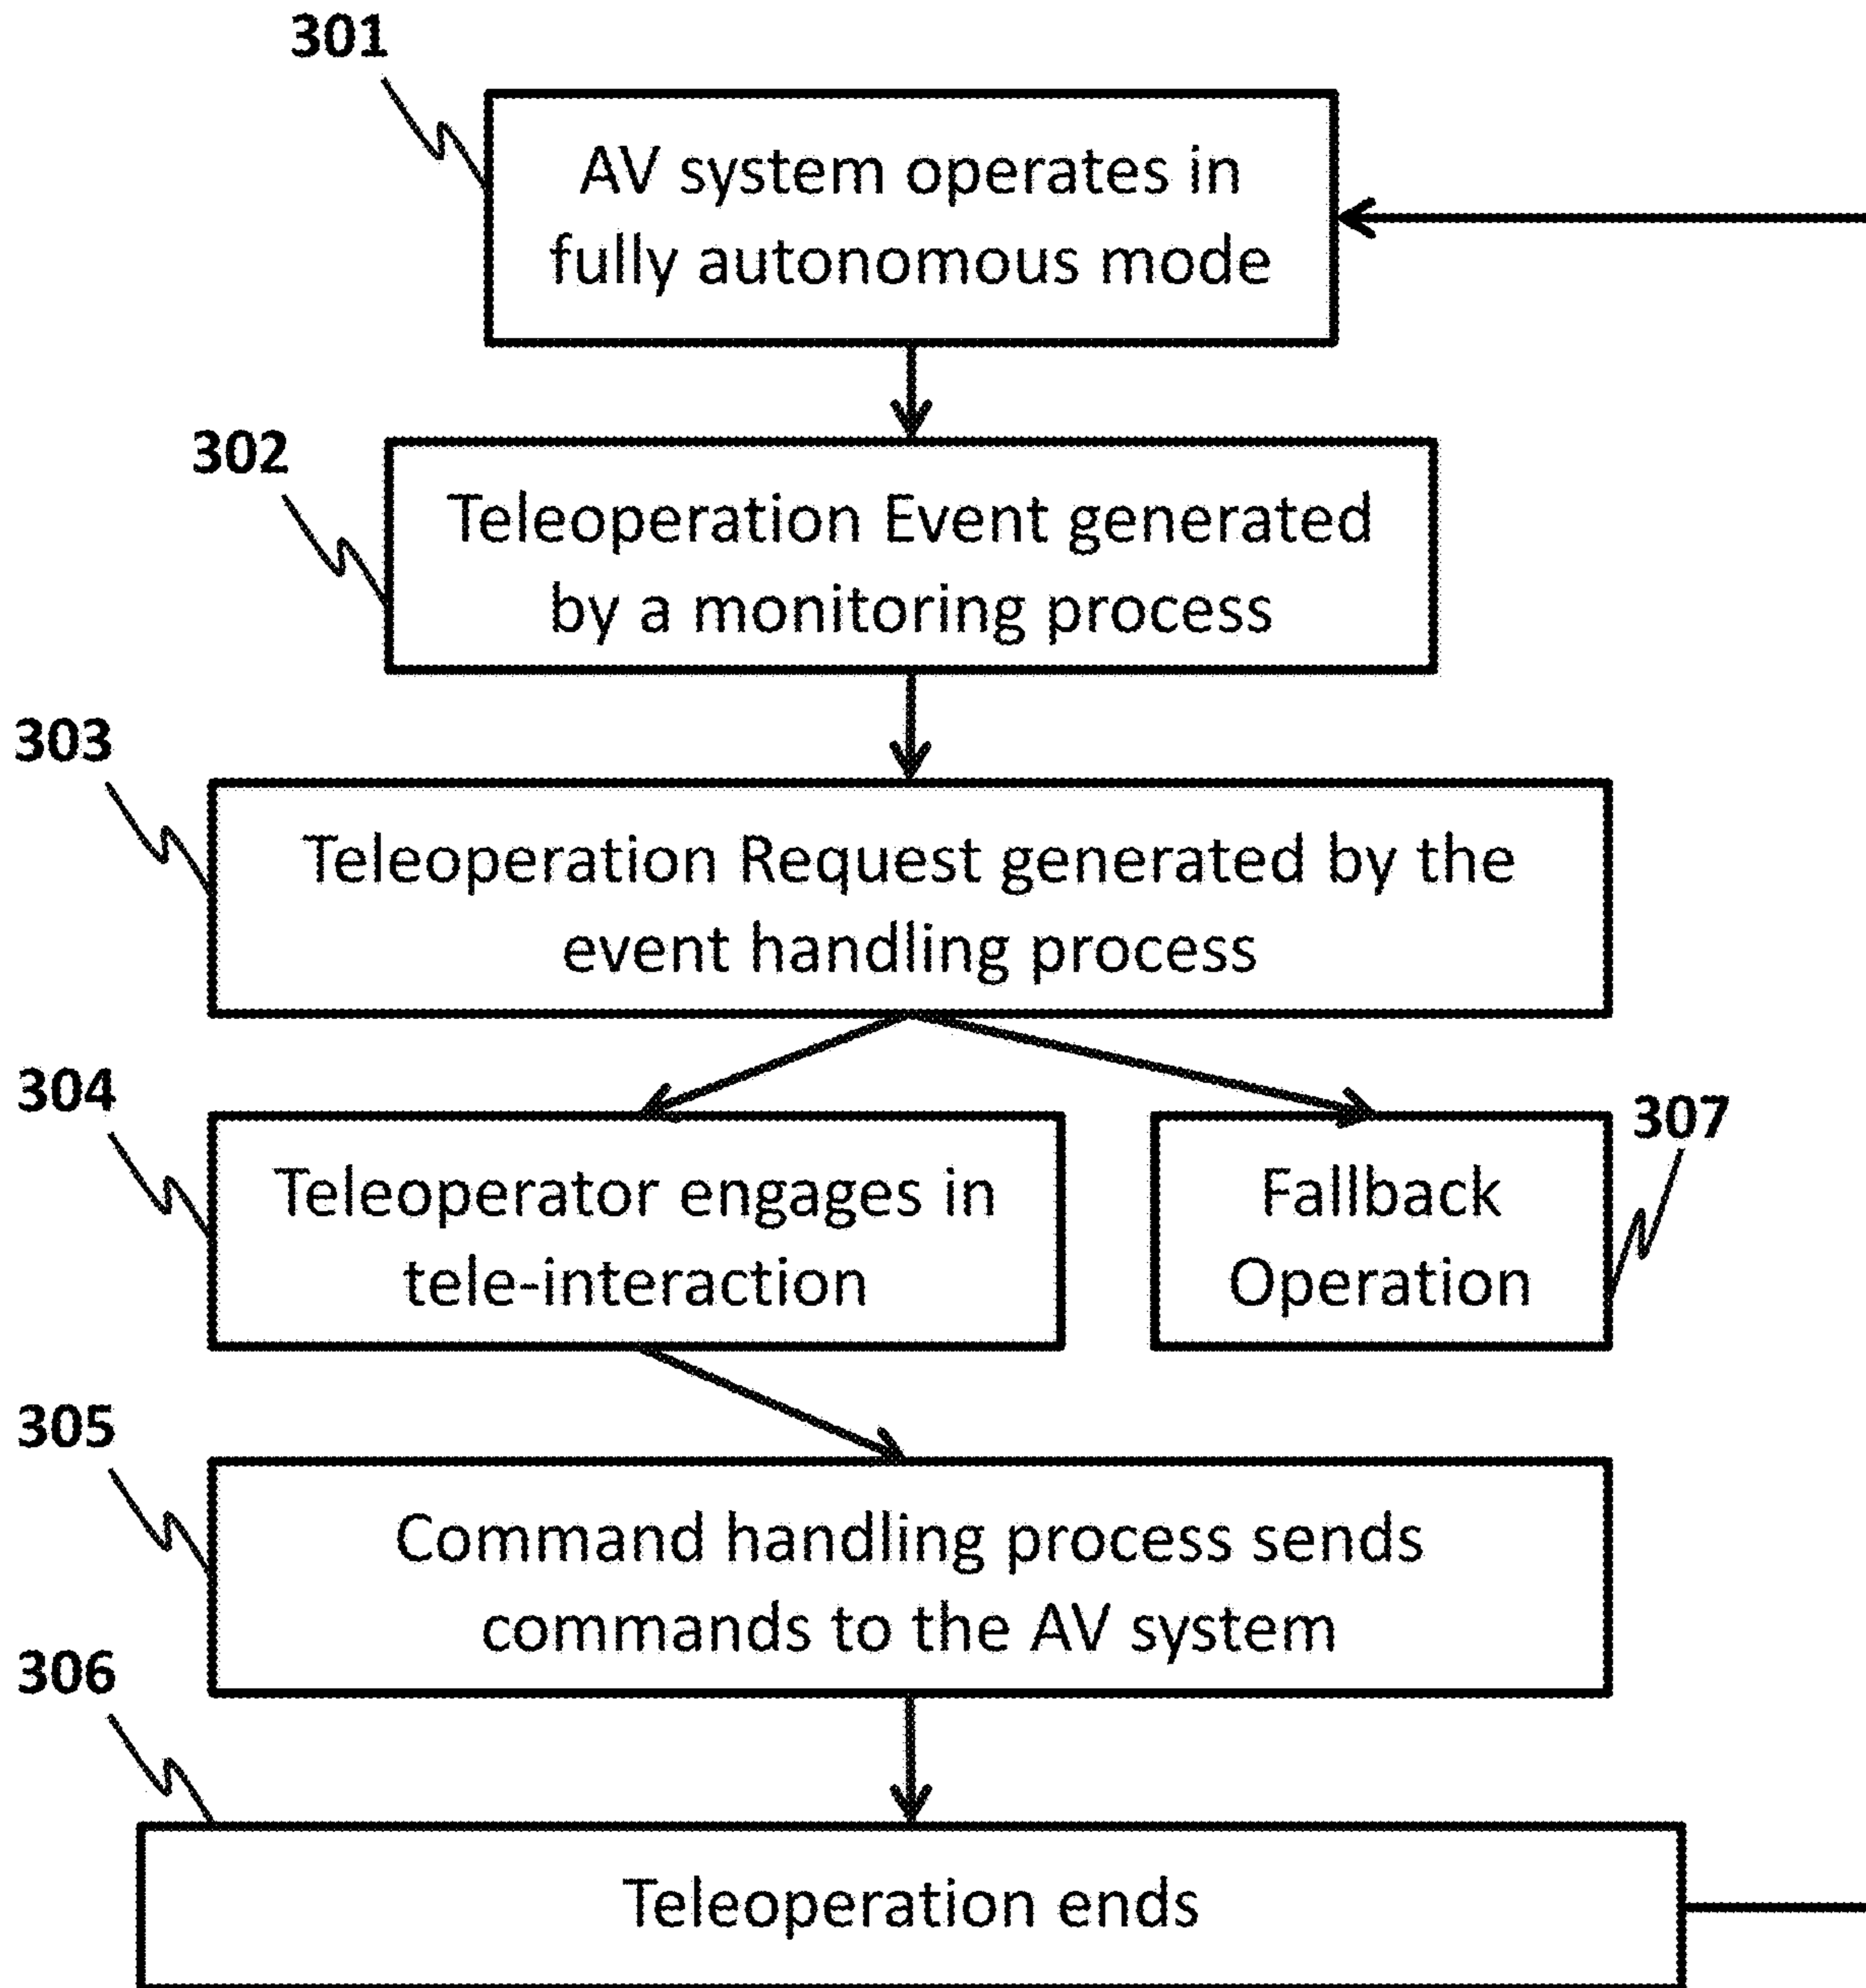 301
AV system operates in
fully autonomous mode
302
Teleoperation Event generated
by a monitoring process
303
Teleoperation Request generated by the
event handling process
304
Teleoperator engages in
tele-interaction
Fallback
Operation
307
305
Command handling process sends
commands to the AV system
306
Teleoperation ends